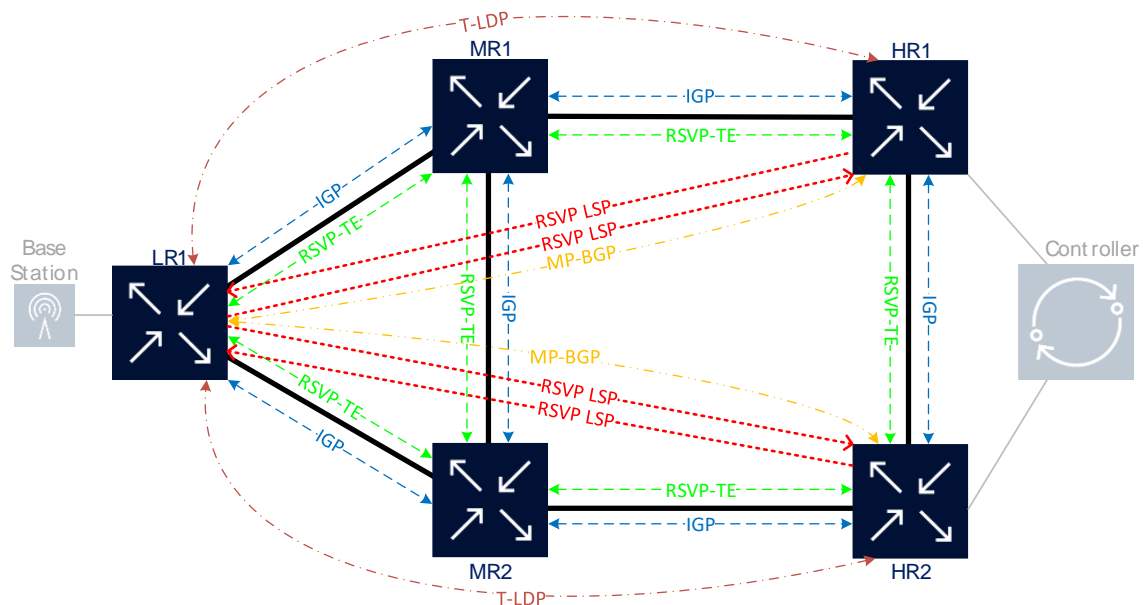 T-LDP
MR1
HR1
IGP
RSVP-TE
IGP
RSVP-TE
RSVP LSP
RSVP LSP
MP-BGP
Base
Station
LR1
Controller
RSVP-TE
IGP
RSVP-TE
IGP
MP-BGP
RSVP LSP
RSVP LSP
RSVP-TE
IGP
RSVP-TE
IGP
MR2
HR2
T-LDP